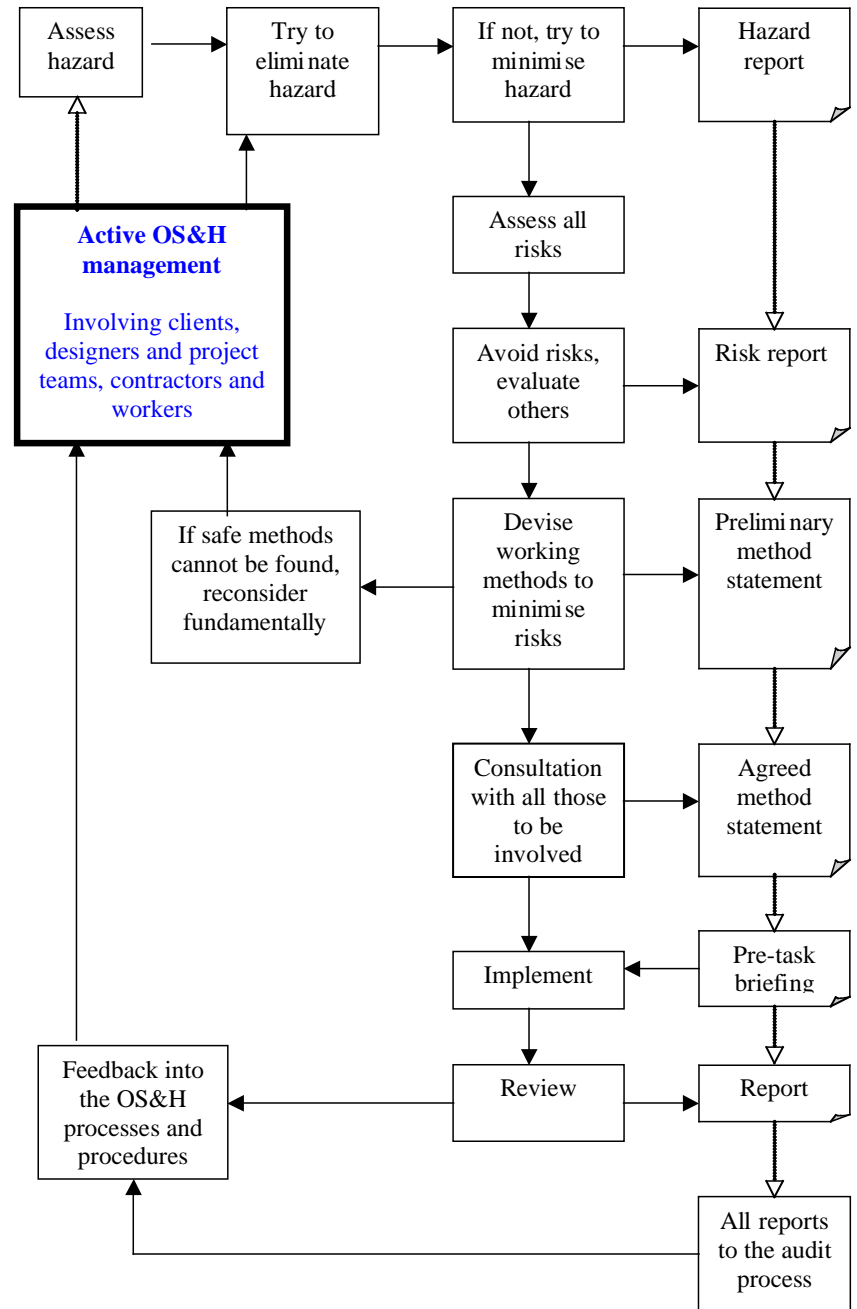 Assess
hazard
Try to
eliminate
hazard
If not, try to
minimise
hazard
Hazard
report
Active OS&H
management
Involving clients,
designers and project
teams, contractors and
workers
Assess all
risks
Avoid risks,
evaluate
others
Risk report
If safe methods
cannot be found,
reconsider
fundamentally
Devise
working
methods to
minimise
risks
Preliminary
method
statement
Consultation
with all those
to be
involved
Agreed
method
statement
Implement
Pre-task
briefing
Feedback into
the OS&H
processes and
procedures
Review
Report
All reports
to the audit
process